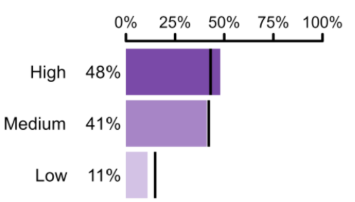 0% 25% 50% 75% 100%
High 48%
Medium 41%
Low 11%